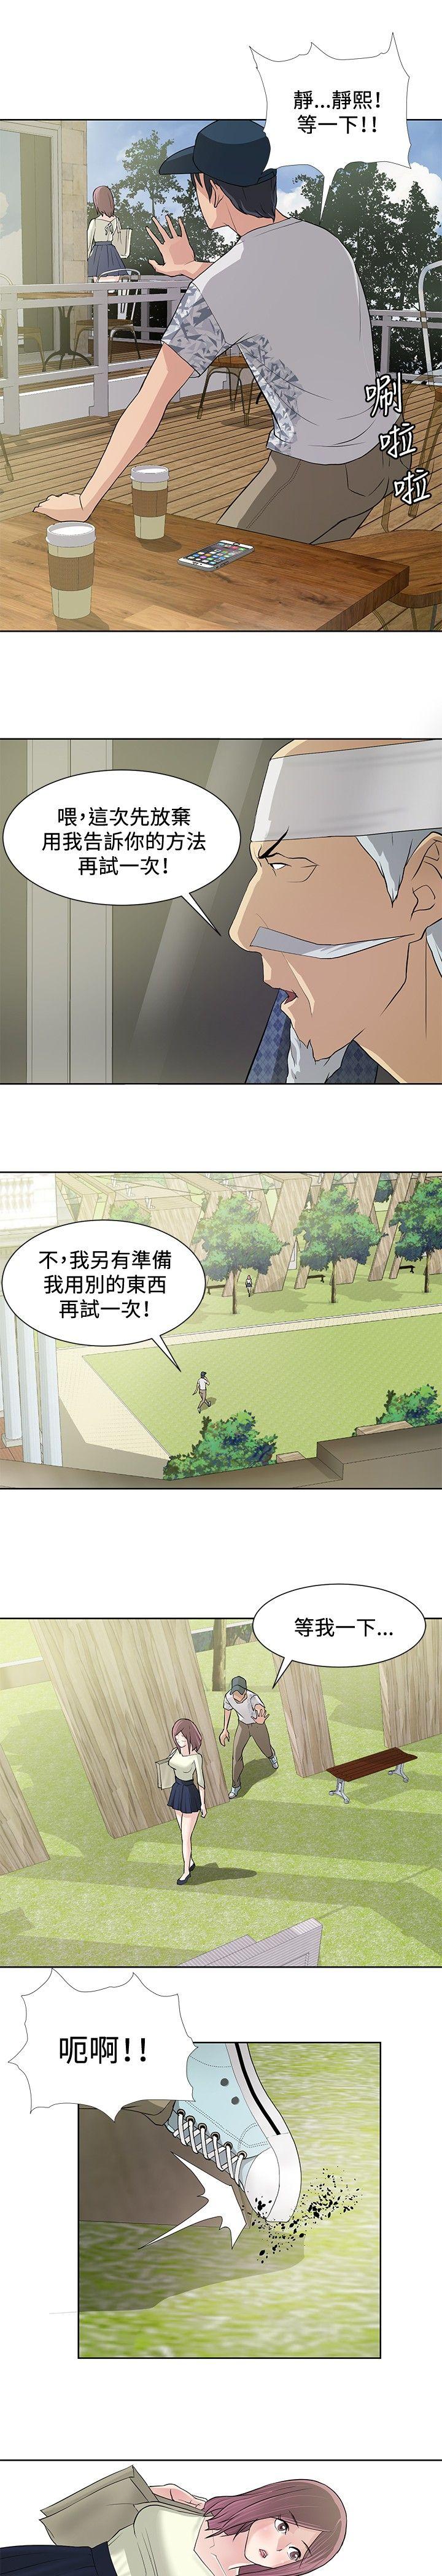 靜…靜熙！
等一下！！
唰
啦
啦
喂，這次先放棄
用我告訴你的方法
再試一次！
不，我另有準備
我用別的東西
再試一次！
等我一下…
呃啊！！